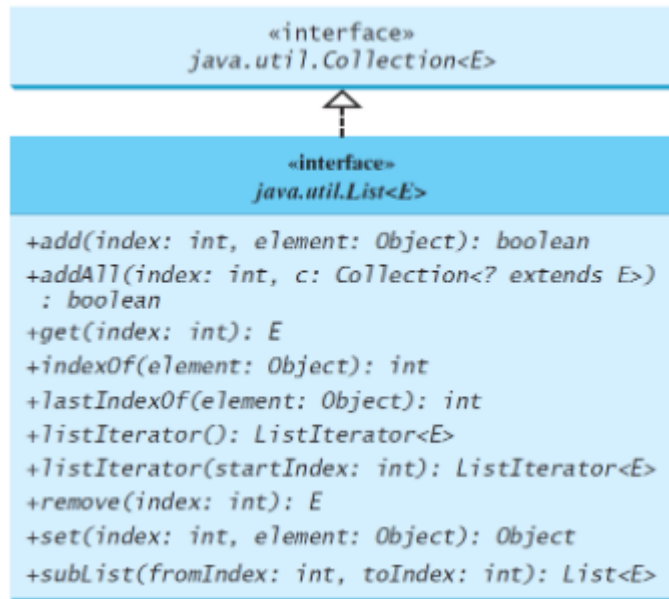 «interface»
java.util.Collection<E>
«interface»
java.util.List<E>
+add(index: int, element: Object): boolean
+addAll(index: int, c: Collection<? extends E>)
: boolean
+get(index: int): E
+indexOf(element: Object): int
+lastIndexOf(element: Object): int
+listIterator(): ListIterator<E>
+listIterator(startIndex: int): ListIterator<E>
+remove(index: int): E
+set(index: int, element: Object): Object
+subList(fromIndex: int, toIndex: int): List<E>